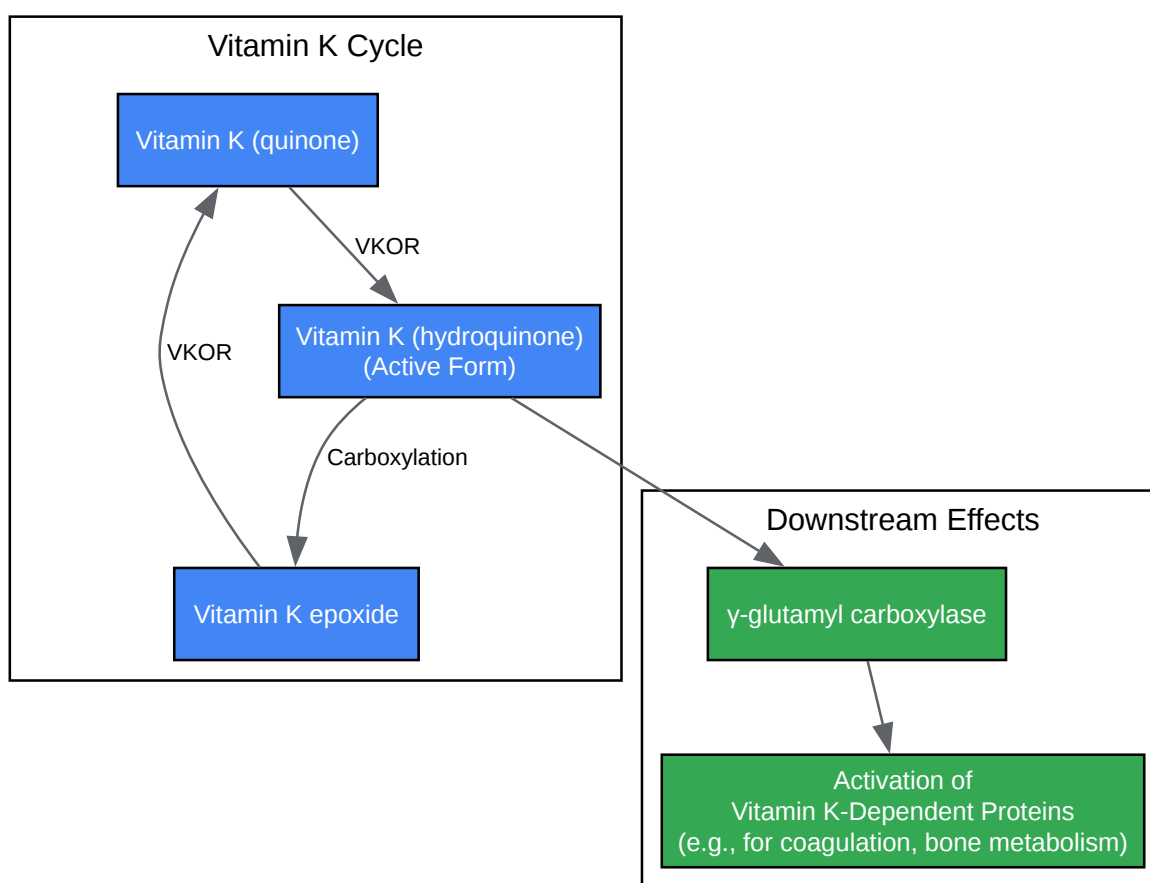 Vitamin K Cycle
Vitamin K (quinone)
VKOR
Vitamin K (hydroquinone)
(Active Form)
VKOR
Carboxylation
Vitamin K epoxide
Downstream Effects
γ-glutamyl carboxylase
Activation of
Vitamin K-Dependent Proteins
(e.g., for coagulation, bone metabolism)